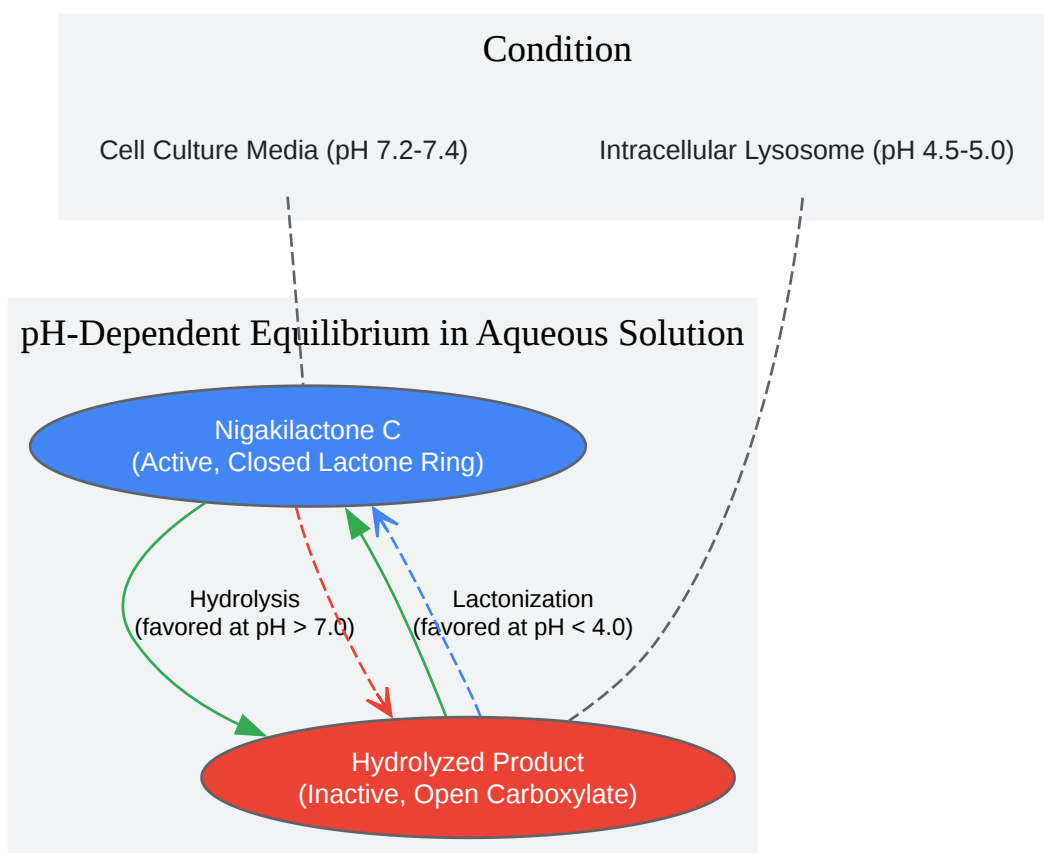 Condition
Cell Culture Media (pH 7.2-7.4)
Intracellular Lysosome (pH 4.5-5.0)
pH-Dependent Equilibrium in Aqueous Solution
Nigakilactone C
(Active, Closed Lactone Ring)
Hydrolysis
(favored at pH > 7.0)
Lactonization
(favored at pH < 4.0)
Hydrolyzed Product
(Inactive, Open Carboxylate)